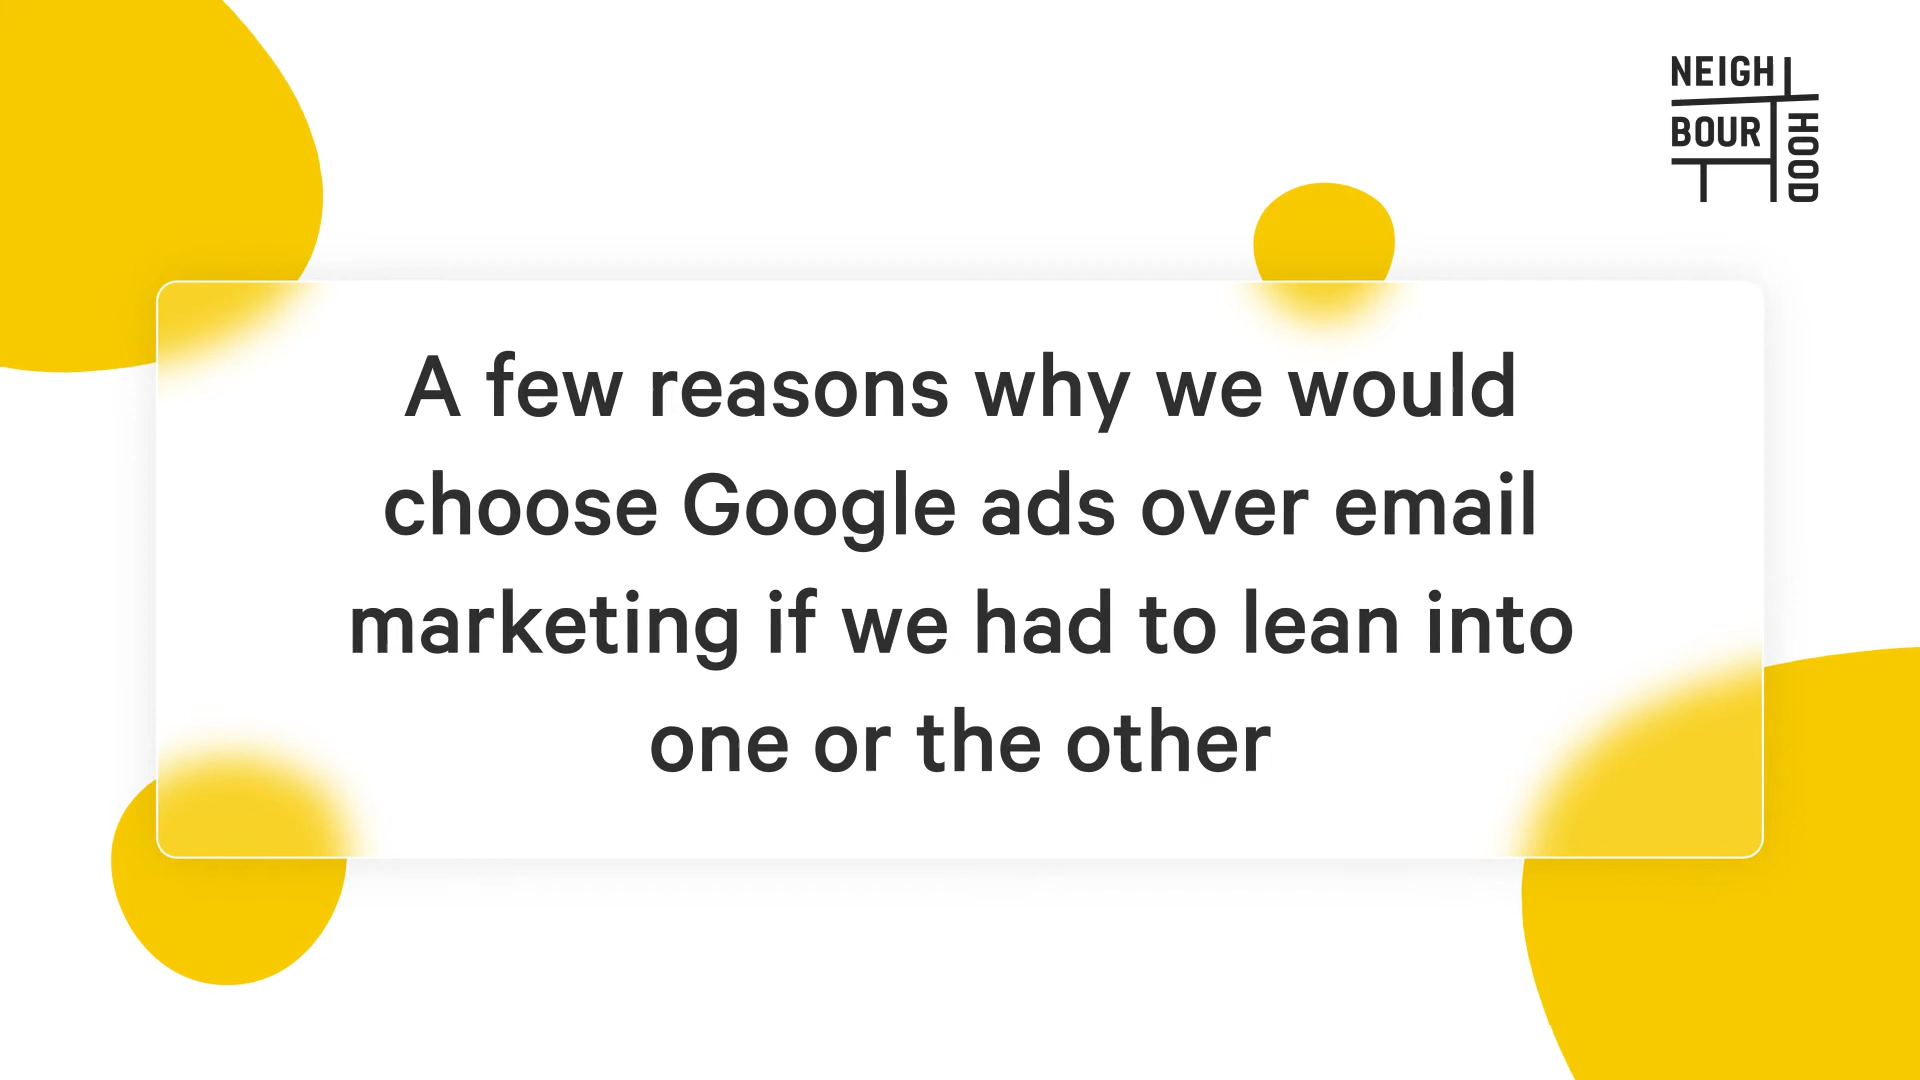 NEIGH
BOUR
HOOD
A few reasons why we would
choose Google ads over email
marketing if we had to lean into
one or the other